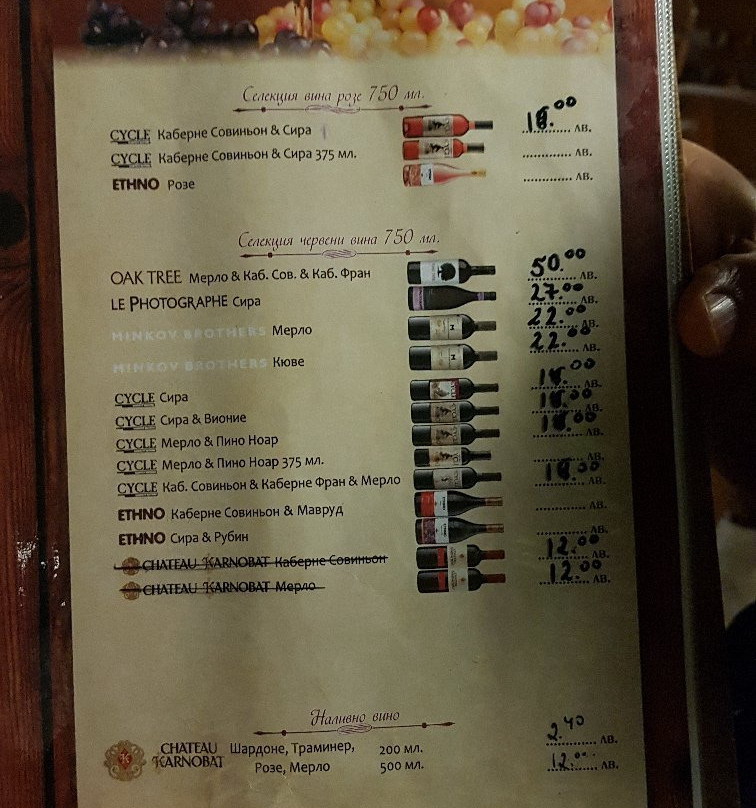 Селекция вина розе 750 мл.
CYCLE Каберне Совиньон & Сира 18.00 лв.
CYCLE Каберне Совиньон & Сира 375 мл. ............ лв.
ETHNO Розе ............ лв.
Селекция червени вина 750 мл.
OAK TREE Мерло & Каб. Сов. & Каб. Фран 50.00 лв.
LE PHOTOGRAPHE Сира 27.00 лв.
MINKOV BROTHERS Мерло 22.00 лв.
MINKOV BROTHERS Кюве 22.00 лв.
CYCLE Сира 18.00 лв.
CYCLE Сира & Вионие 18.00 лв.
CYCLE Мерло & Пино Ноар 18.00 лв.
CYCLE Мерло & Пино Ноар 375 мл. ............ лв.
CYCLE Каб. Совиньон & Каберне Фран & Мерло 18.00 лв.
ETHNO Каберне Совиньон & Мавруд ............ лв.
ETHNO Сира & Рубин ............ лв.
CHATEAU KARNOBAT Каберне Совиньон 12.00 лв.
CHATEAU KARNOBAT Мерло 12.00 лв.
Наливно вино
CHATEAU KARNOBAT Шардоне, Траминер, 200 мл. 2.40 лв.
Розе, Мерло 500 мл. 12.00 лв.